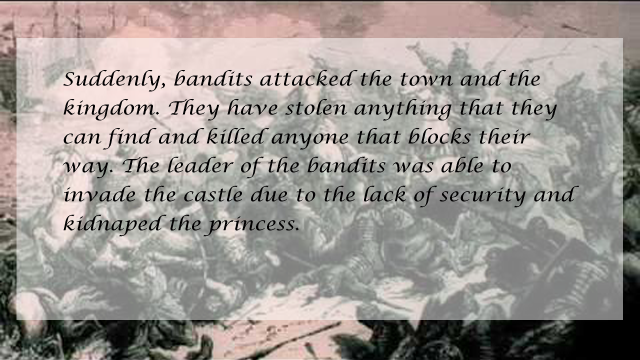 Suddenly, bandits attacked the town and the
kingdom. They have stolen anything that they
can find and killed anyone that blocks their
way. The leader of the bandits was able to
invade the castle due to the lack of security and
kidnaped the princess.